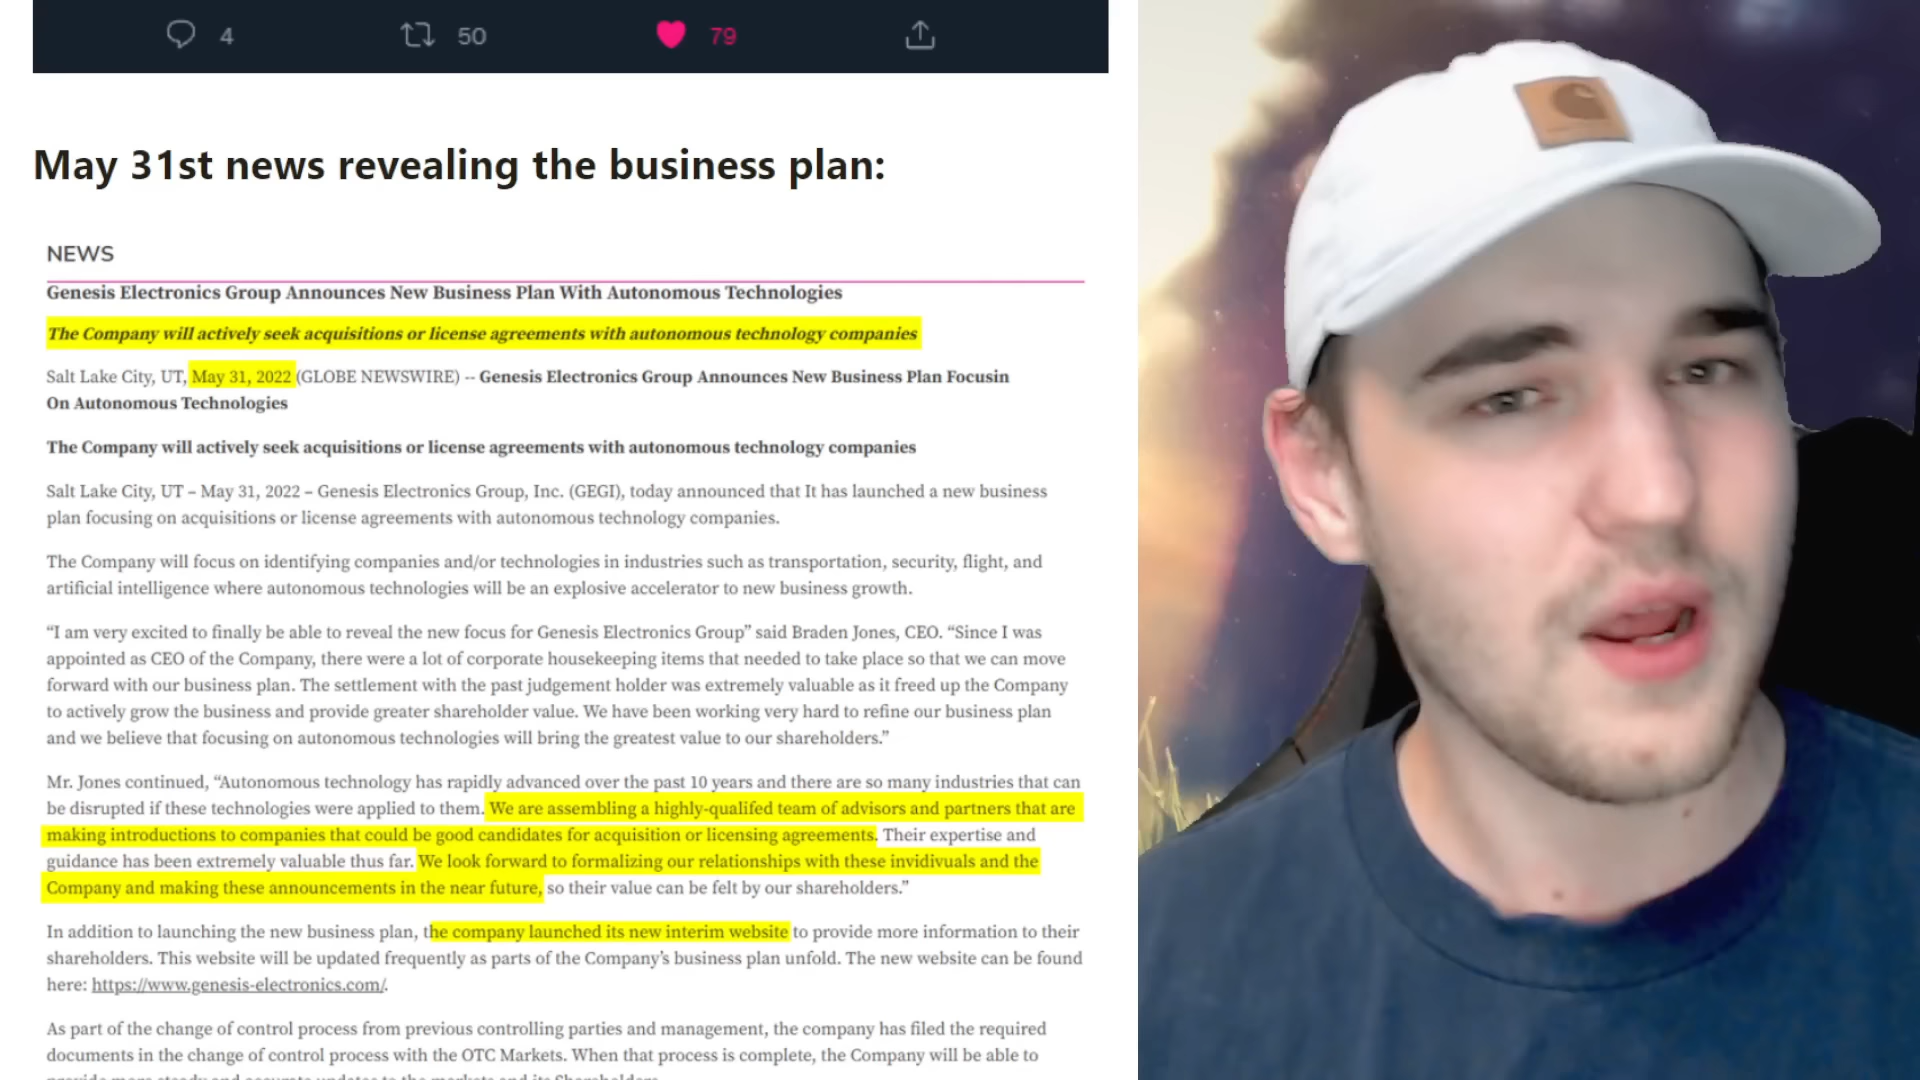 4 50 79
May 31st news revealing the business plan:
NEWS
Genesis Electronics Group Announces New Business Plan With Autonomous Technologies
The Company will actively seek acquisitions or license agreements with autonomous technology companies
Salt Lake City, UT, May 31, 2022 (GLOBE NEWSWIRE) -- Genesis Electronics Group Announces New Business Plan Focusin
On Autonomous Technologies
The Company will actively seek acquisitions or license agreements with autonomous technology companies
Salt Lake City, UT – May 31, 2022 – Genesis Electronics Group, Inc. (GEGI), today announced that It has launched a new business
plan focusing on acquisitions or license agreements with autonomous technology companies.
The Company will focus on identifying companies and/or technologies in industries such as transportation, security, flight, and
artificial intelligence where autonomous technologies will be an explosive accelerator to new business growth.
“I am very excited to finally be able to reveal the new focus for Genesis Electronics Group” said Braden Jones, CEO. “Since I was
appointed as CEO of the Company, there were a lot of corporate housekeeping items that needed to take place so that we can move
forward with our business plan. The settlement with the past judgement holder was extremely valuable as it freed up the Company
to actively grow the business and provide greater shareholder value. We have been working very hard to refine our business plan
and we believe that focusing on autonomous technologies will bring the greatest value to our shareholders.”
Mr. Jones continued, “Autonomous technology has rapidly advanced over the past 10 years and there are so many industries that can
be disrupted if these technologies were applied to them. We are assembling a highly-qualifed team of advisors and partners that are
making introductions to companies that could be good candidates for acquisition or licensing agreements. Their expertise and
guidance has been extremely valuable thus far. We look forward to formalizing our relationships with these invidivuals and the
Company and making these announcements in the near future, so their value can be felt by our shareholders.”
In addition to launching the new business plan, the company launched its new interim website to provide more information to their
shareholders. This website will be updated frequently as parts of the Company’s business plan unfold. The new website can be found
here: https://www.genesis-electronics.com/.
As part of the change of control process from previous controlling parties and management, the company has filed the required
documents in the change of control process with the OTC Markets. When that process is complete, the Company will be able to